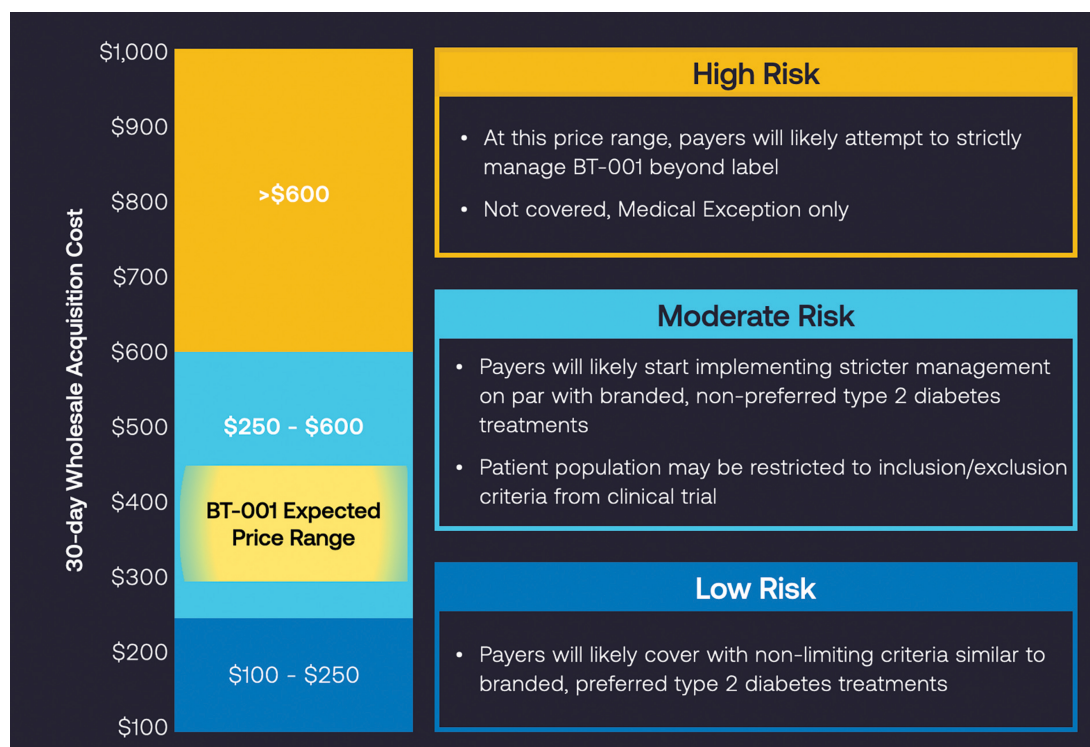 30-day Wholesale Acquisition Cost
$1,000
$900
$800
$700
$600
$500
$400
$300
$200
$100
>$600
$250 - $600
BT-001 Expected
Price Range
$100 - $250
High Risk
• At this price range, payers will likely attempt to strictly
manage BT-001 beyond label
• Not covered, Medical Exception only
Moderate Risk
• Payers will likely start implementing stricter management
on par with branded, non-preferred type 2 diabetes
treatments
• Patient population may be restricted to inclusion/exclusion
criteria from clinical trial
Low Risk
• Payers will likely cover with non-limiting criteria similar to
branded, preferred type 2 diabetes treatments